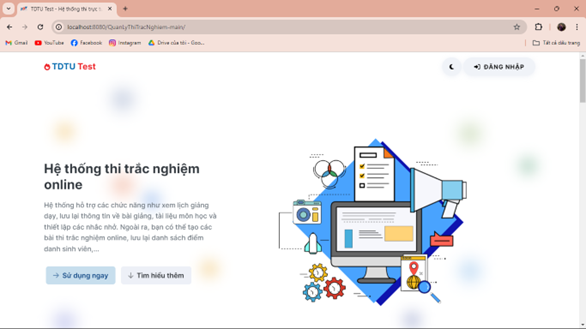 TDTU Test - Hệ thống thi trực t
localhost:8080/QuanLyThiTracNghiem-main/
Gmail YouTube Facebook Instagram Drive của tôi – Goo... Tất cả dấu trang
TDTU Test ĐĂNG NHẬP
Hệ thống thi trắc nghiệm
online
Hệ thống hỗ trợ các chức năng như xem lịch giảng
dạy, lưu lại thông tin về bài giảng, tài liệu môn học và
thiết lập các nhắc nhở. Ngoài ra, bạn có thể tạo các
bài thi trắc nghiệm online, lưu lại danh sách điểm
danh sinh viên,...
Sử dụng ngay Tìm hiểu thêm